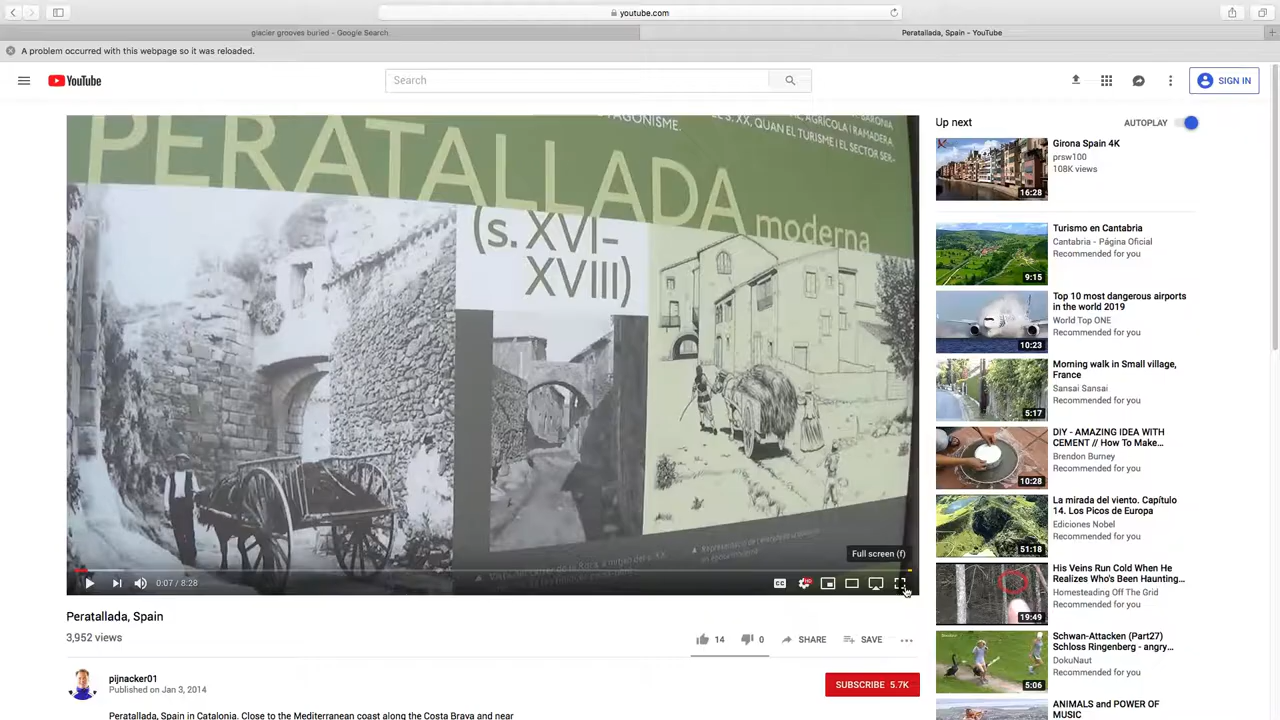 youtube.com
glacier grooves buried - Google Search
Peratallada, Spain - YouTube
A problem occurred with this webpage so it was reloaded.
YouTube
Search
SIGN IN
AGONISME.
S. XX, QUAN EL TURISME I EL SECTOR SER-
PERATALLADA moderna
(s. XVI-
XVIII)
Full screen (f)
0:07 / 8:28
CC
HD
Peratallada, Spain
3,952 views
14
0
SHARE
SAVE
pijnacker01
Published on Jan 3, 2014
SUBSCRIBE 5.7K
Peratallada, Spain in Catalonia. Close to the Mediterranean coast along the Costa Brava and near
Up next
AUTOPLAY
Girona Spain 4K
prsw100
108K views
16:28
Turismo en Cantabria
Cantabria - Página Oficial
Recommended for you
9:15
Top 10 most dangerous airports
in the world 2019
World Top ONE
Recommended for you
10:23
Morning walk in Small village,
France
Sansai Sansai
Recommended for you
5:17
DIY - AMAZING IDEA WITH
CEMENT // How To Make...
Brendon Burney
Recommended for you
10:28
La mirada del viento. Capítulo
14. Los Picos de Europa
Ediciones Nobel
Recommended for you
51:18
His Veins Run Cold When He
Realizes Who's Been Haunting...
Homesteading Off The Grid
Recommended for you
19:49
Schwan-Attacken (Part27)
Schloss Ringenberg - angry...
DokuNaut
Recommended for you
5:06
ANIMALS and POWER OF
MUSIC